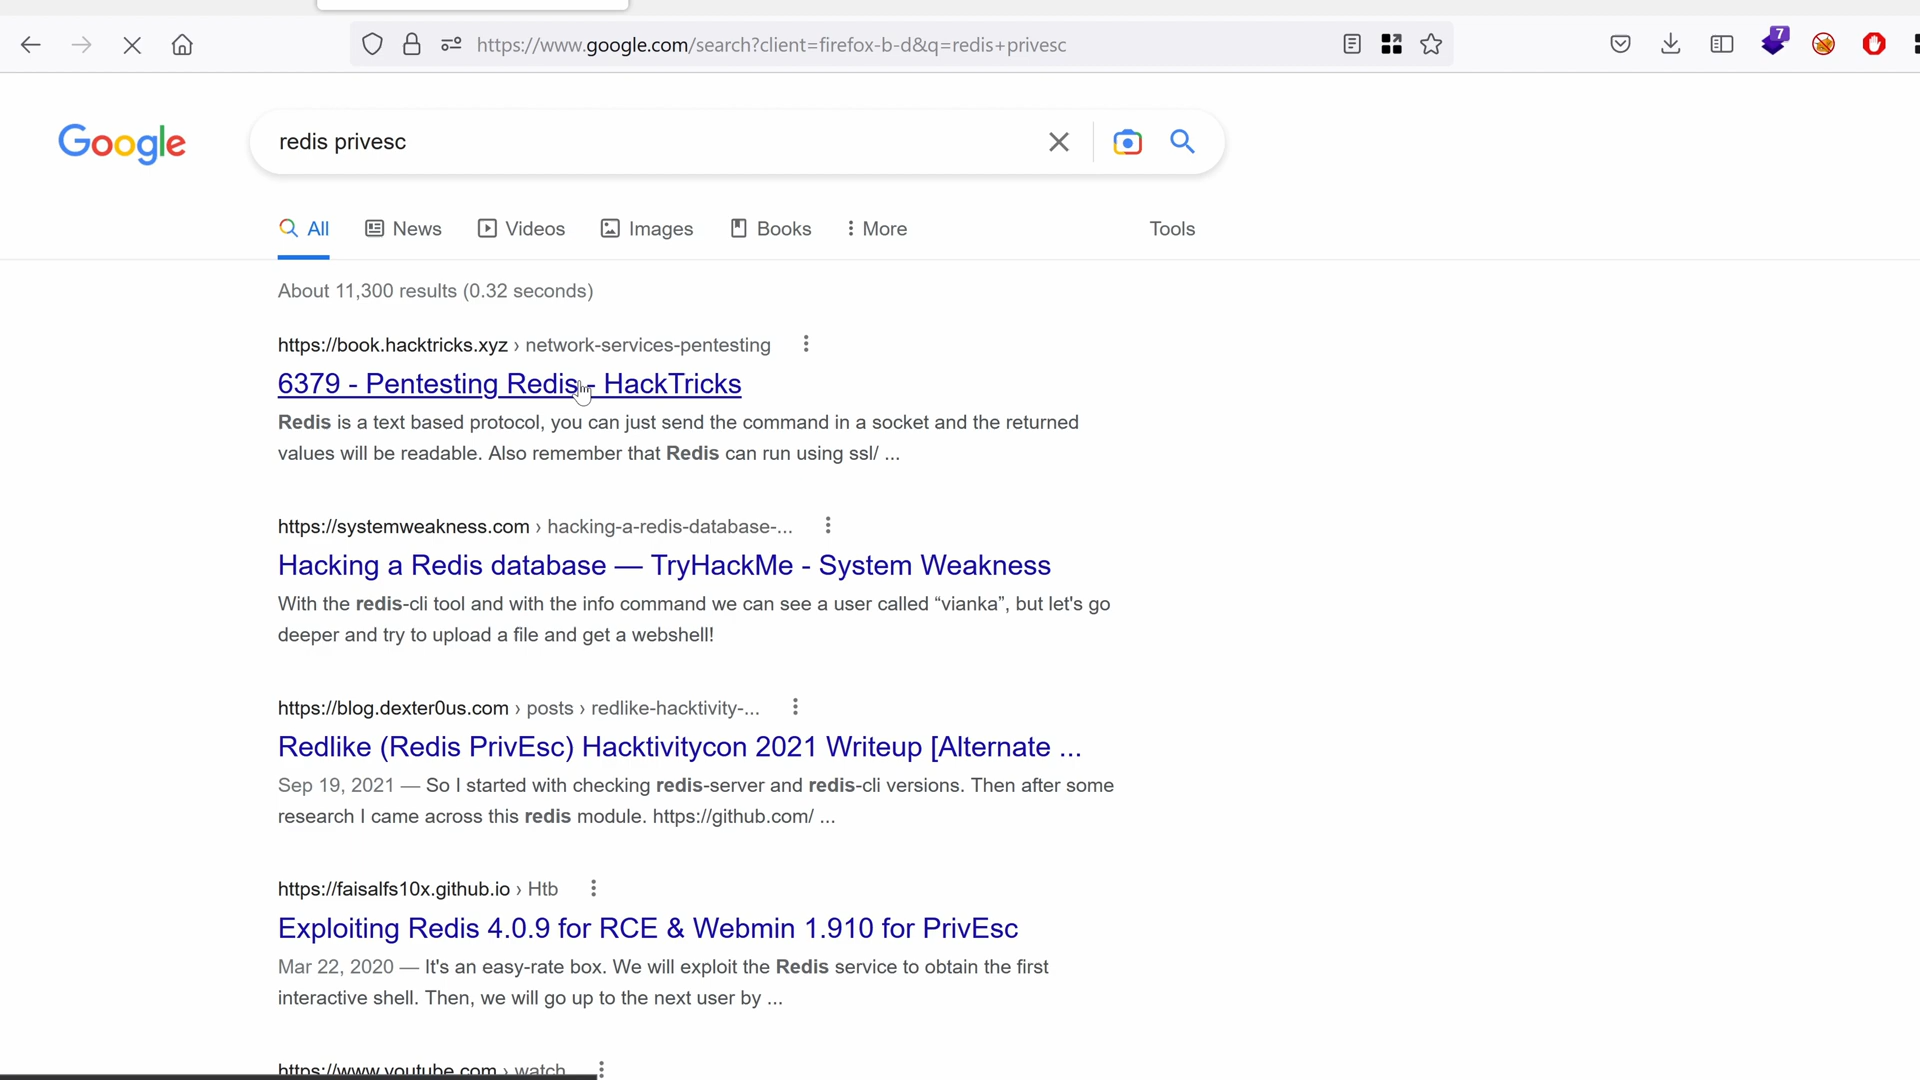 https://www.google.com/search?client=firefox-b-d&q=redis+privesc
7
Google
redis privesc
All News Videos Images Books More Tools
About 11,300 results (0.32 seconds)
https://book.hacktricks.xyz › network-services-pentesting
6379 - Pentesting Redis - HackTricks
Redis is a text based protocol, you can just send the command in a socket and the returned
values will be readable. Also remember that Redis can run using ssl/ ...
https://systemweakness.com › hacking-a-redis-database-...
Hacking a Redis database — TryHackMe - System Weakness
With the redis-cli tool and with the info command we can see a user called “vianka”, but let's go
deeper and try to upload a file and get a webshell!
https://blog.dexter0us.com › posts › redlike-hacktivity-...
Redlike (Redis PrivEsc) Hacktivitycon 2021 Writeup [Alternate ...
Sep 19, 2021 — So I started with checking redis-server and redis-cli versions. Then after some
research I came across this redis module. https://github.com/ ...
https://faisalfs10x.github.io › Htb
Exploiting Redis 4.0.9 for RCE & Webmin 1.910 for PrivEsc
Mar 22, 2020 — It's an easy-rate box. We will exploit the Redis service to obtain the first
interactive shell. Then, we will go up to the next user by ...
https://www.youtube.com › watch